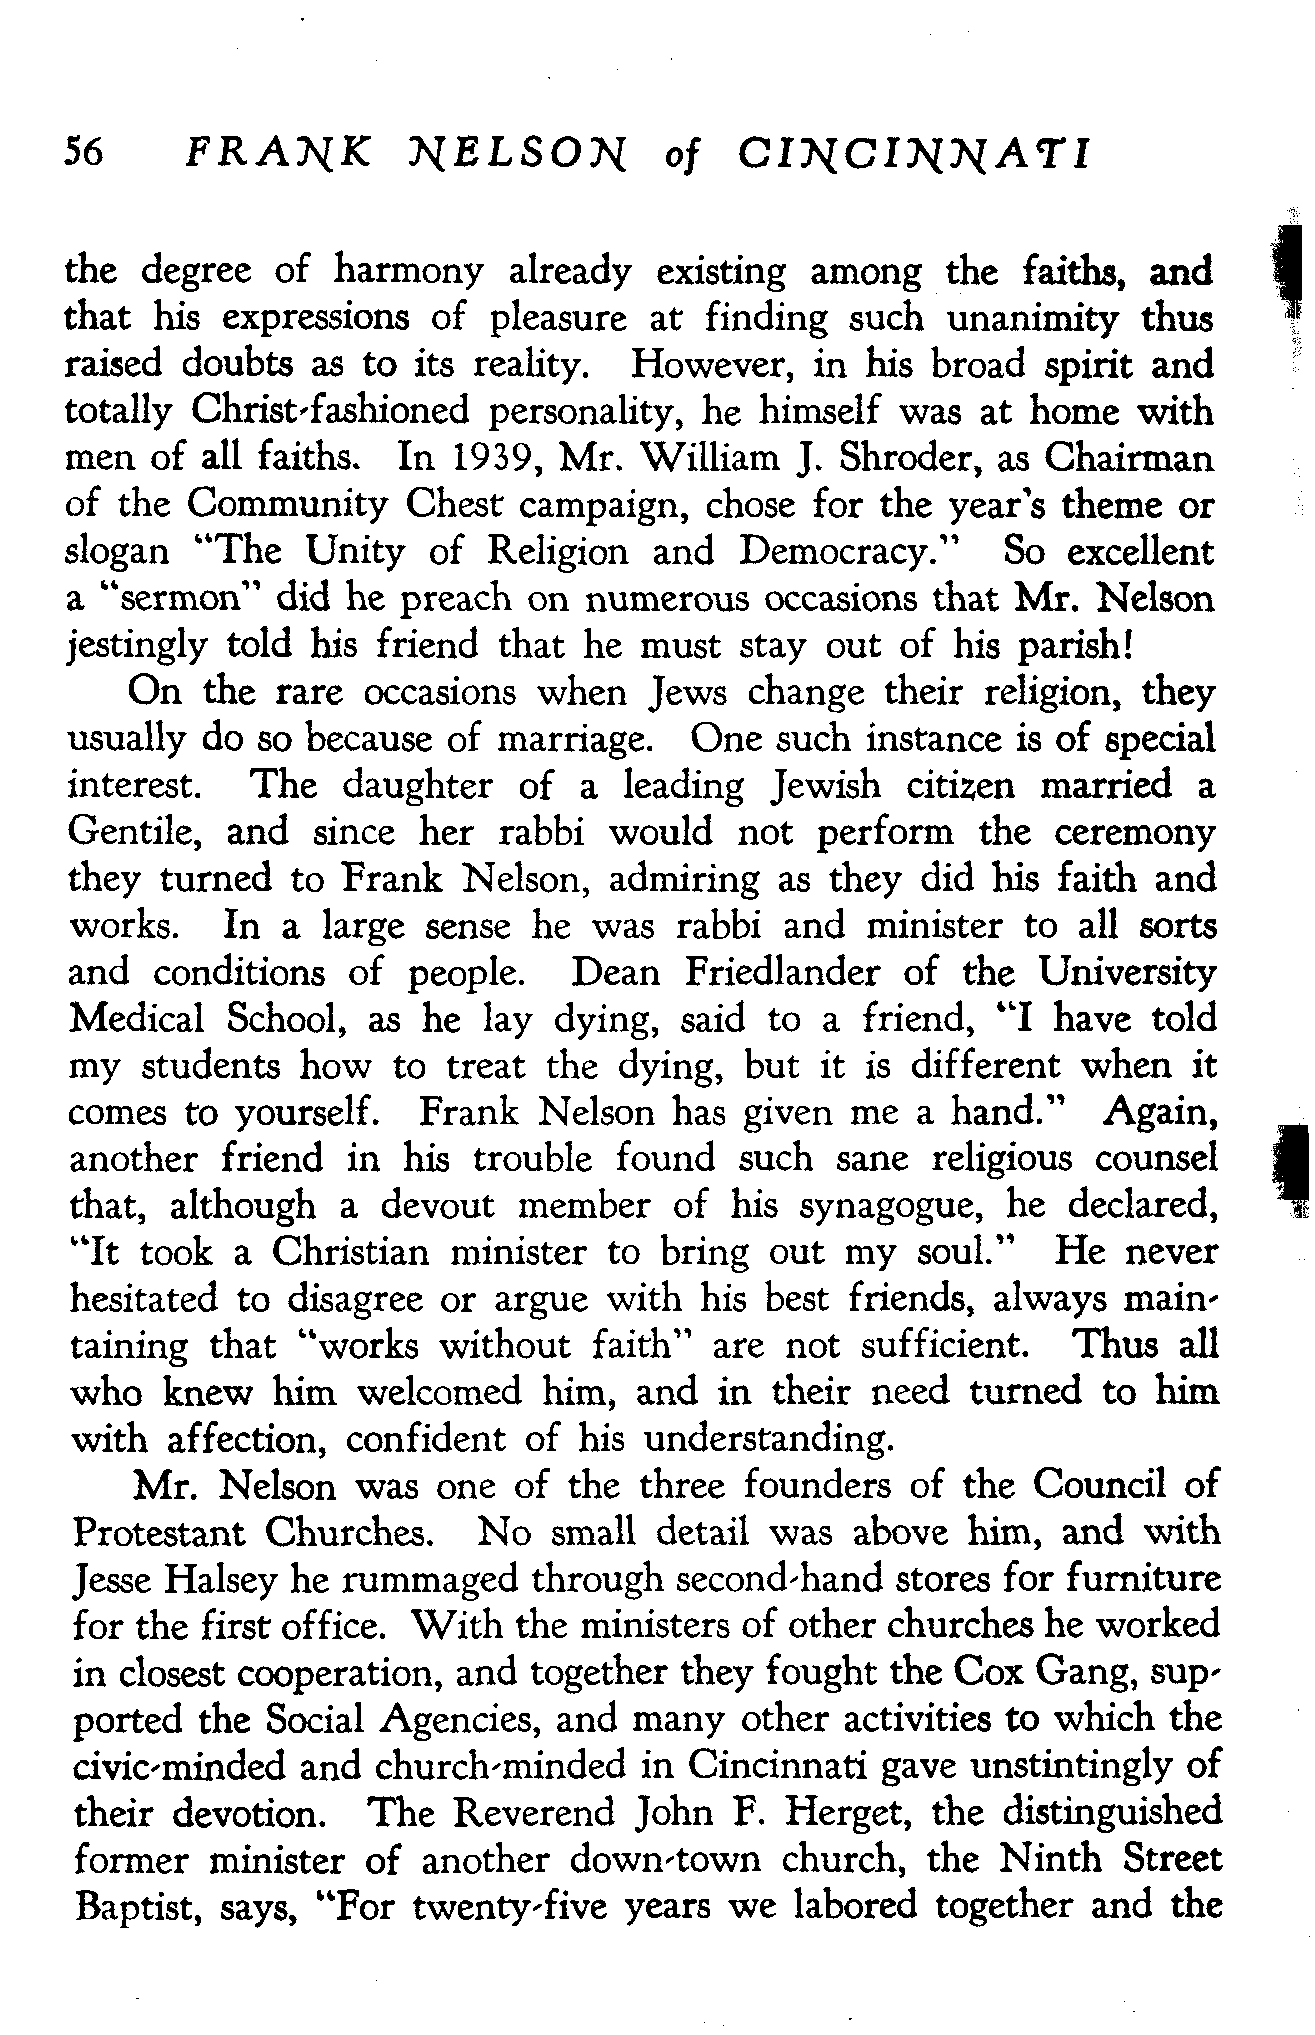 56 FRANK NELSON of CINCINNATI
the degree of harmony already existing among the faiths, and
that his expressions of pleasure at finding such unanimity thus
raised doubts as to its reality. However, in his broad spirit and
totally Christ-fashioned personality, he himself was at home with
men of all faiths. In 1939, Mr. William J. Shroder, as Chairman
of the Community Chest campaign, chose for the year's theme or
slogan "The Unity of Religion and Democracy." So excellent
a "sermon" did he preach on numerous occasions that Mr. Nelson
jestingly told his friend that he must stay out of his parish!
On the rare occasions when Jews change their religion, they
usually do so because of marriage. One such instance is of special
interest. The daughter of a leading Jewish citizen married a
Gentile, and since her rabbi would not perform the ceremony
they turned to Frank Nelson, admiring as they did his faith and
works. In a large sense he was rabbi and minister to all sorts
and conditions of people. Dean Friedlander of the University
Medical School, as he lay dying, said to a friend, "I have told
my students how to treat the dying, but it is different when it
comes to yourself. Frank Nelson has given me a hand." Again,
another friend in his trouble found such sane religious counsel
that, although a devout member of his synagogue, he declared,
"It took a Christian minister to bring out my soul." He never
hesitated to disagree or argue with his best friends, always main-
taining that "works without faith" are not sufficient. Thus all
who knew him welcomed him, and in their need turned to him
with affection, confident of his understanding.
Mr. Nelson was one of the three founders of the Council of
Protestant Churches. No small detail was above him, and with
Jesse Halsey he rummaged through second-hand stores for furniture
for the first office. With the ministers of other churches he worked
in closest cooperation, and together they fought the Cox Gang, sup-
ported the Social Agencies, and many other activities to which the
civic-minded and church-minded in Cincinnati gave unstintingly of
their devotion. The Reverend John F. Herget, the distinguished
former minister of another down-town church, the Ninth Street
Baptist, says, "For twenty-five years we labored together and the